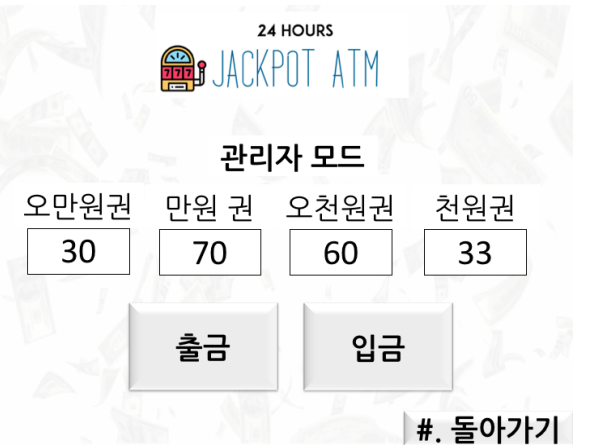 24 HOURS
777 JACKPOT ATM
관리자 모드
오만원권 만원 권 오천원권 천원권
30 70 60 33
출금 입금
#. 돌아가기